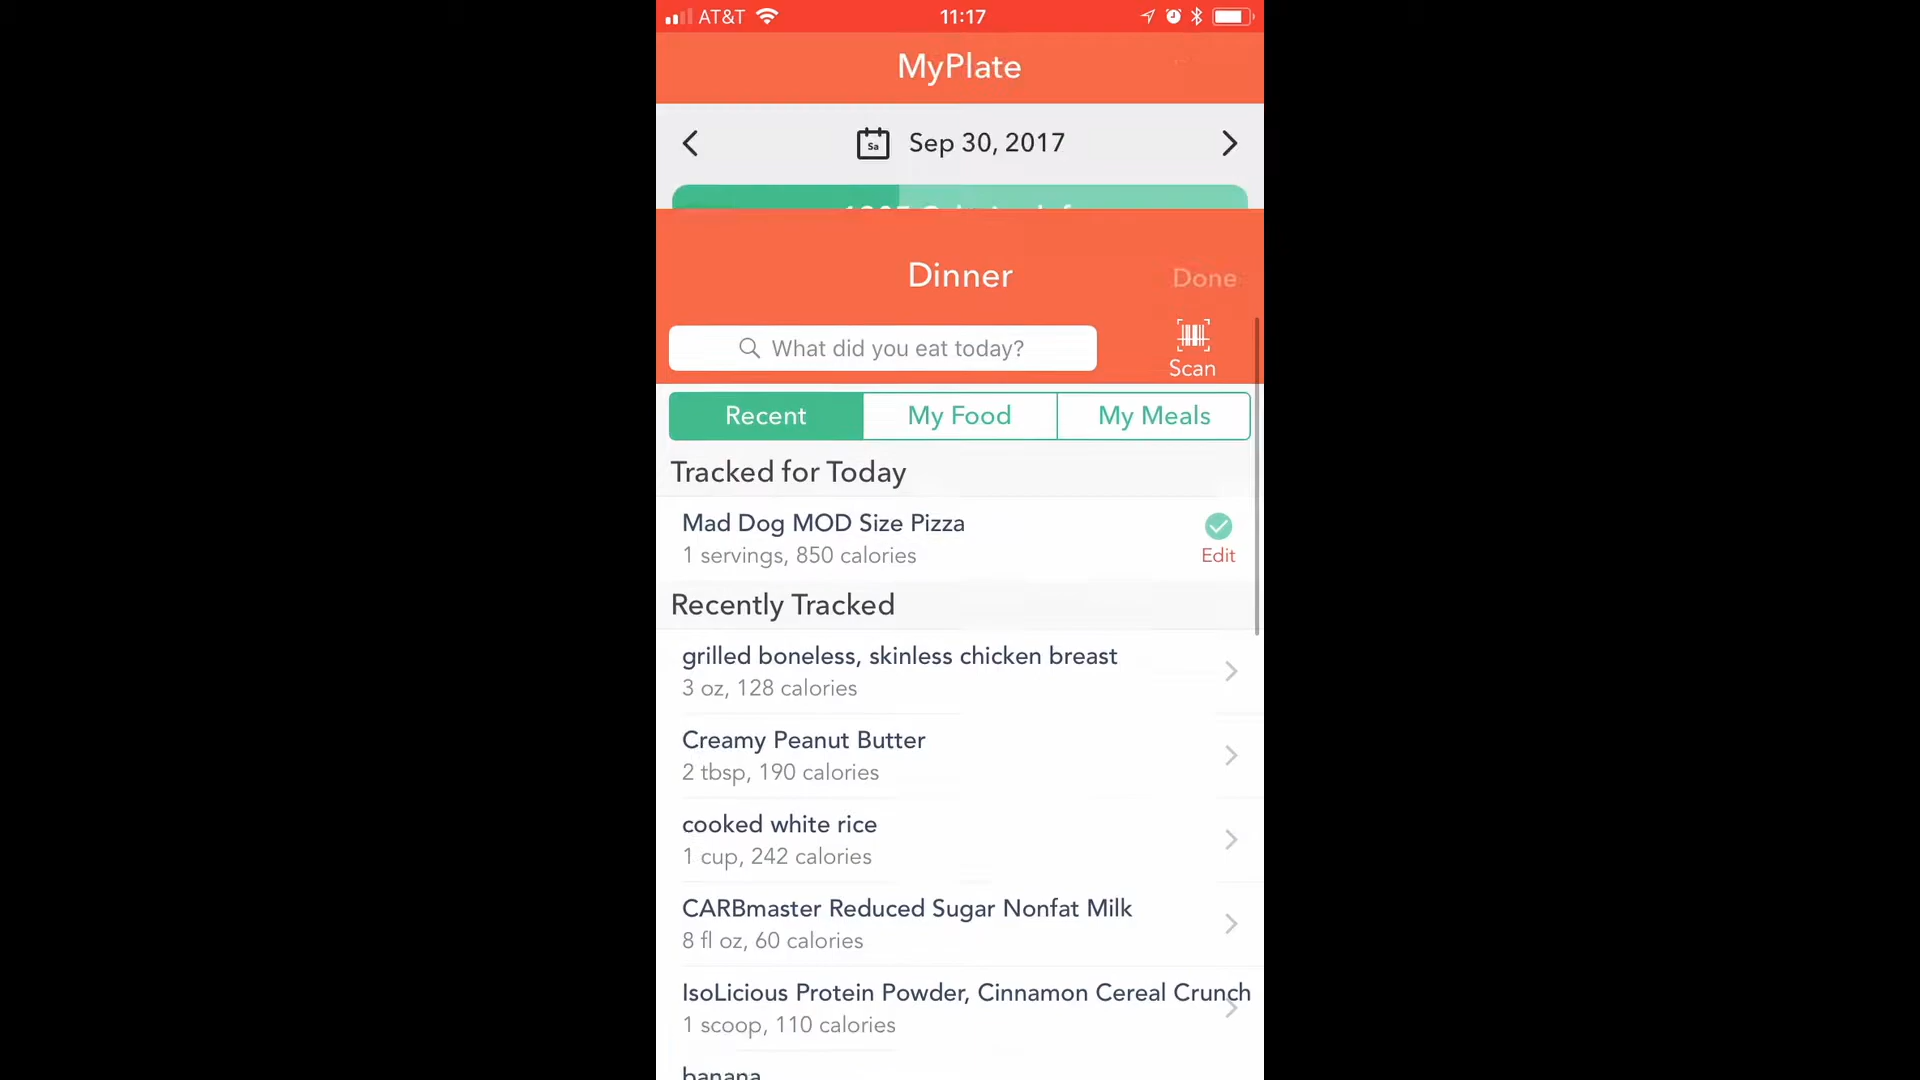 AT&T 11:17
MyPlate
Sa Sep 30, 2017
Dinner
Done
What did you eat today?
Scan
Recent My Food My Meals
Tracked for Today
Mad Dog MOD Size Pizza
1 servings, 850 calories
Edit
Recently Tracked
grilled boneless, skinless chicken breast
3 oz, 128 calories
Creamy Peanut Butter
2 tbsp, 190 calories
cooked white rice
1 cup, 242 calories
CARBmaster Reduced Sugar Nonfat Milk
8 fl oz, 60 calories
IsoLicious Protein Powder, Cinnamon Cereal Crunch
1 scoop, 110 calories
banana